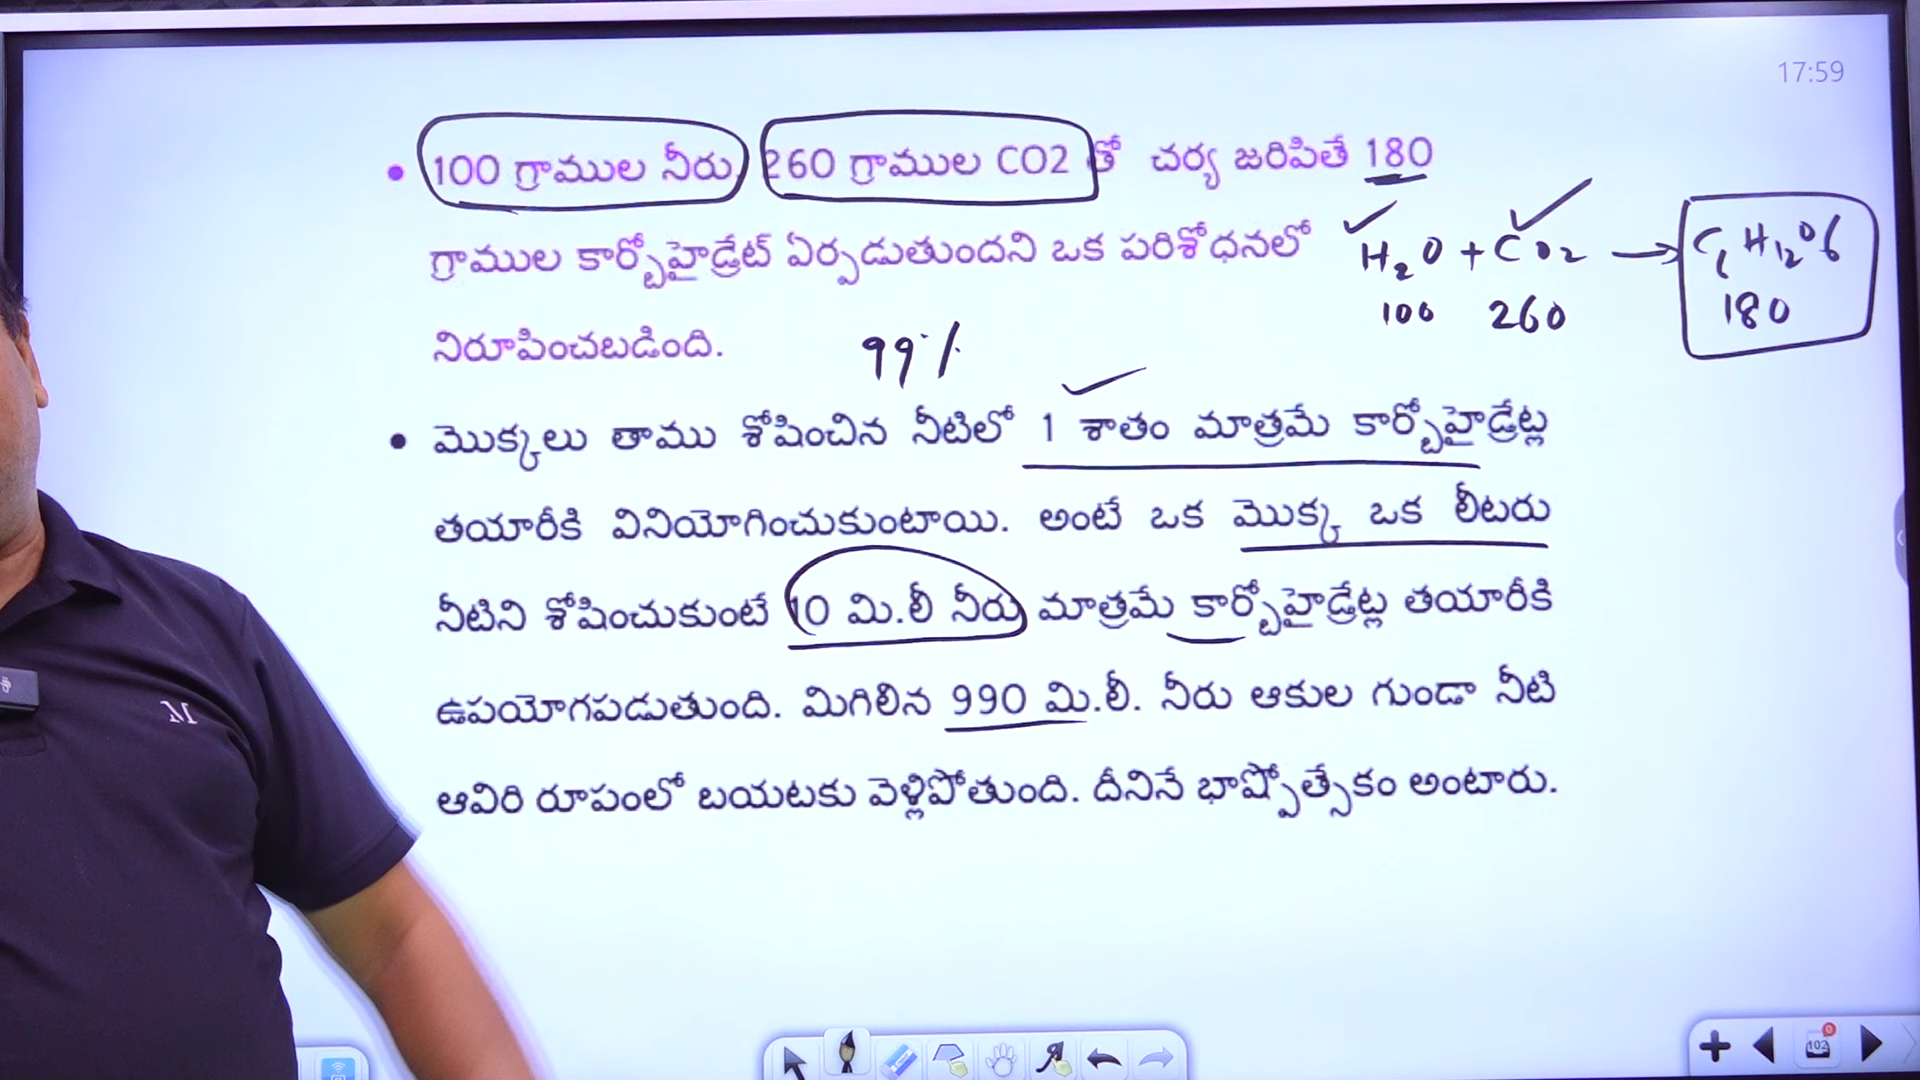 17:59
• 100 గ్రాముల నీరు 260 గ్రాముల CO2 తో చర్య జరిపితే 180
గ్రాముల కార్బోహైడ్రేట్ ఏర్పడుతుందని ఒక పరిశోధనలో
నిరూపించబడింది.
H2O + CO2 → C6H12O6
100 260 180
99%
• మొక్కలు తాము శోషించిన నీటిలో 1 శాతం మాత్రమే కార్బోహైడ్రేట్ల
తయారీకి వినియోగించుకుంటాయి. అంటే ఒక మొక్క ఒక లీటరు
నీటిని శోషించుకుంటే 10 మి.లీ నీరు మాత్రమే కార్బోహైడ్రేట్ల తయారీకి
ఉపయోగపడుతుంది. మిగిలిన 990 మి.లీ. నీరు ఆకుల గుండా నీటి
ఆవిరి రూపంలో బయటకు వెళ్లిపోతుంది. దీనినే భాష్పోత్సేకం అంటారు.
M
102
0